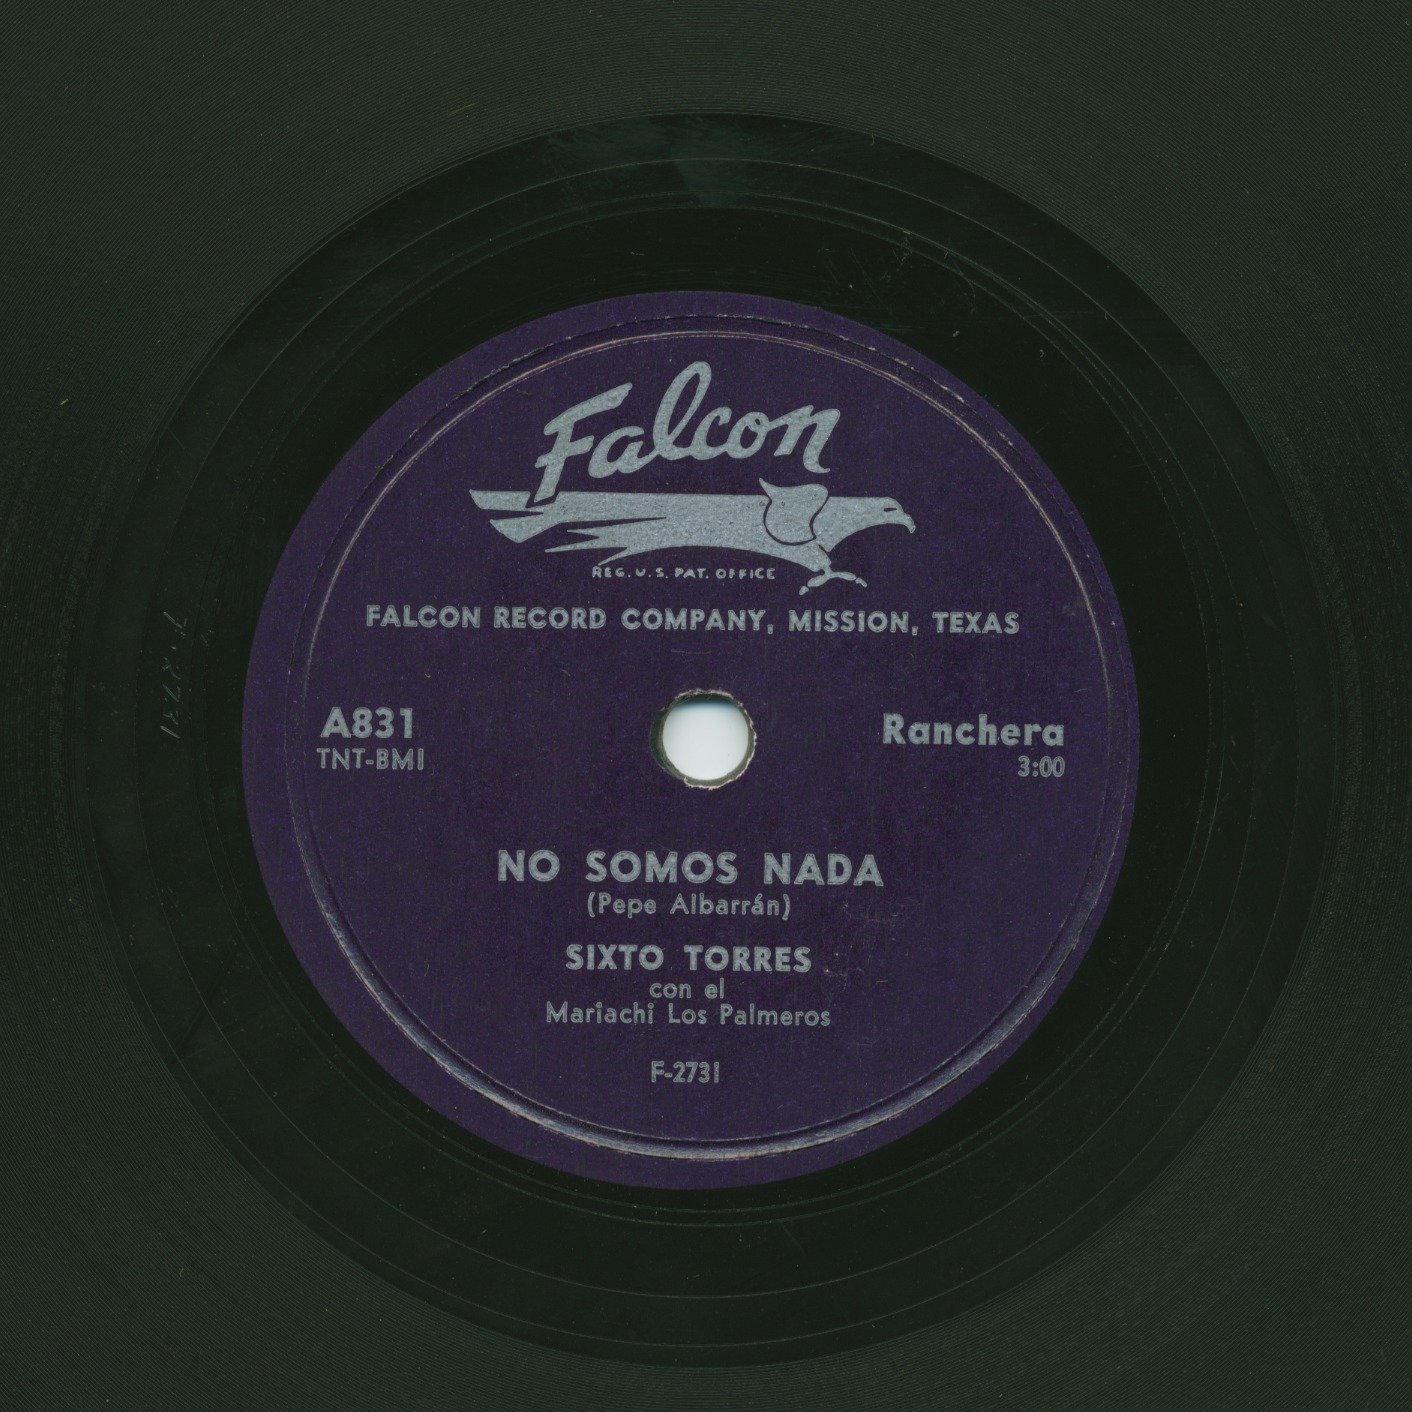 Falcon
REG. U.S. PAT. OFFICE
FALCON RECORD COMPANY, MISSION, TEXAS
A831
TNT-BMI
Ranchera
3:00
NO SOMOS NADA
(Pepe Albarrán)
SIXTO TORRES
con el
Mariachi Los Palmeros
F-2731